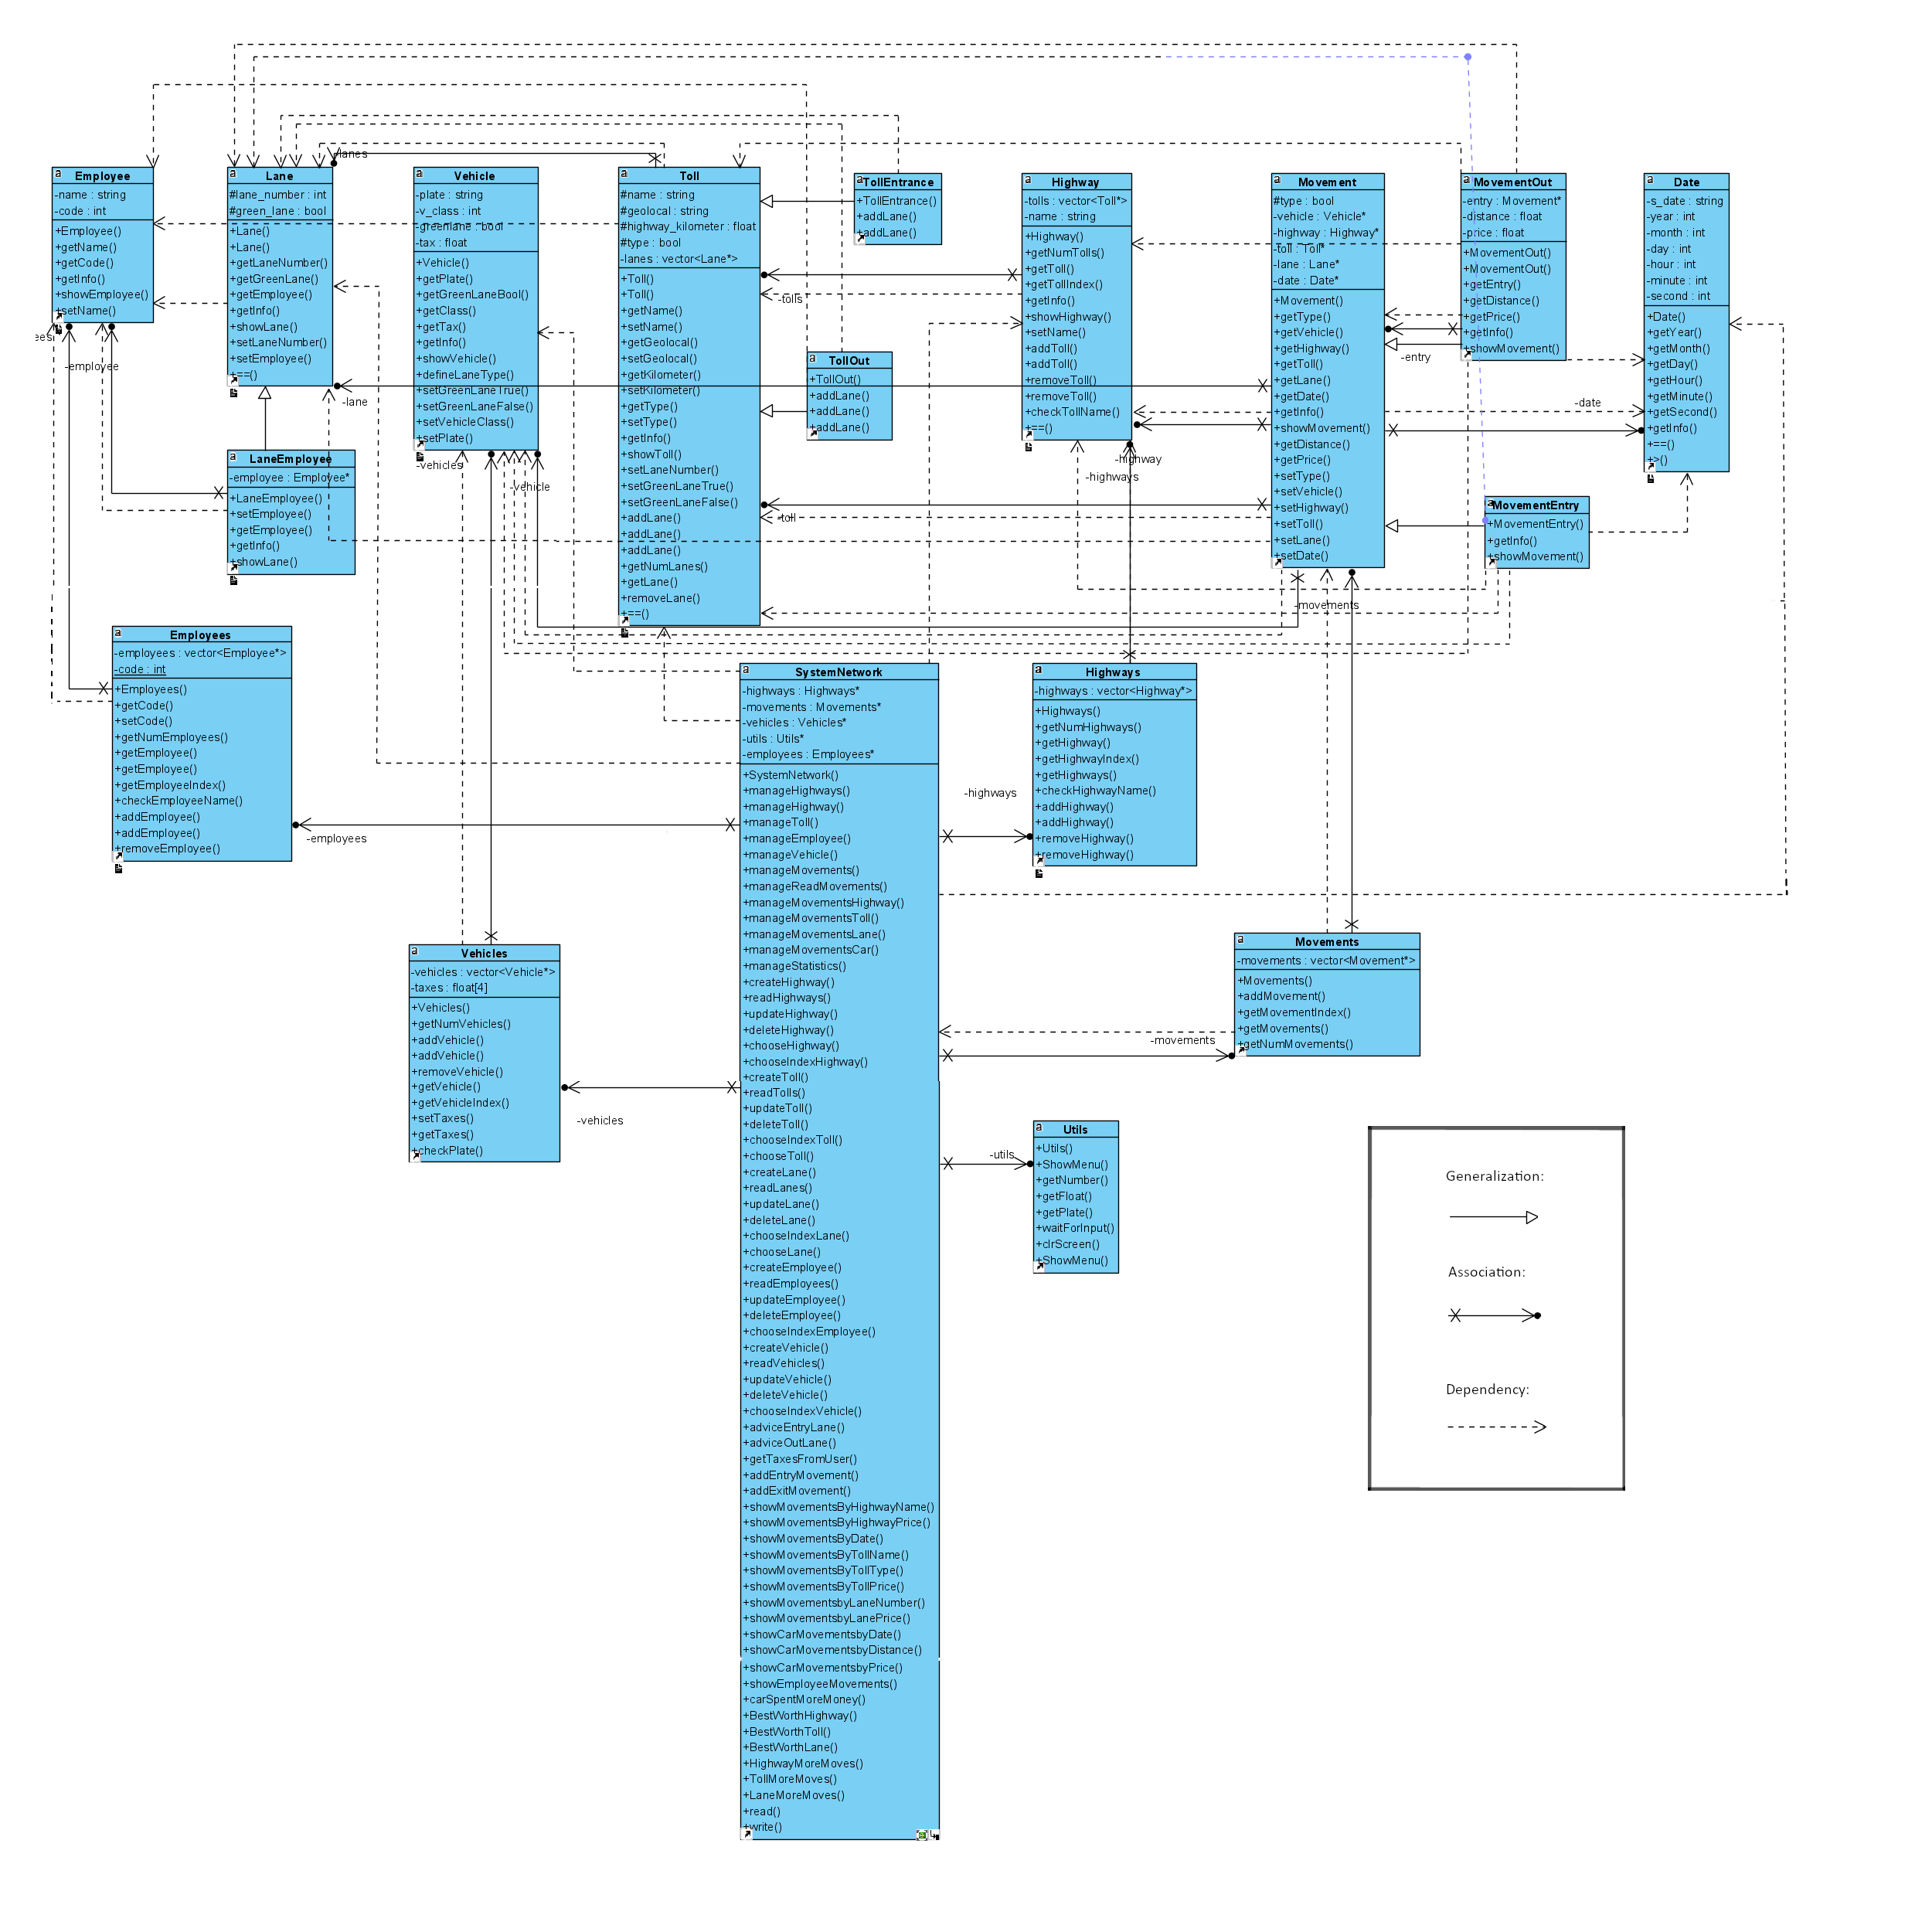 Employee
-name : string
-code : int
+Employee()
+getName()
+getCode()
+getInfo()
+showEmployee()
+setName()
ees
-employee
Lane
#lane_number : int
#green_lane : bool
+Lane()
+Lane()
+getLaneNumber()
+getGreenLane()
+getEmployee()
+getInfo()
+showLane()
+setLaneNumber()
+setEmployee()
+==()
-lanes
-lane
LaneEmployee
-employee : Employee*
+LaneEmployee()
+setEmployee()
+getEmployee()
+getInfo()
+showLane()
Vehicle
-plate : string
-v_class : int
-greenlane : bool
-tax : float
+Vehicle()
+getPlate()
+getGreenLaneBool()
+getClass()
+getTax()
+getInfo()
+showVehicle()
+defineLaneType()
+setGreenLaneTrue()
+setGreenLaneFalse()
+setVehicleClass()
+setPlate()
-vehicles
-vehicle
Toll
#name : string
#geolocal : string
#highway_kilometer : float
#type : bool
-lanes : vector<Lane*>
+Toll()
+Toll()
+getName()
+setName()
+getGeolocal()
+setGeolocal()
+getKilometer()
+setKilometer()
+getType()
+setType()
+getInfo()
+showToll()
+setLaneNumber()
+setGreenLaneTrue()
+setGreenLaneFalse()
+addLane()
+addLane()
+addLane()
+getNumLanes()
+getLane()
+removeLane()
+==()
-tolls
-toll
TollEntrance
+TollEntrance()
+addLane()
+addLane()
TollOut
+TollOut()
+addLane()
+addLane()
+addLane()
Highway
-tolls : vector<Toll*>
-name : string
+Highway()
+getNumTolls()
+getToll()
+getTollIndex()
+getInfo()
+showHighway()
+setName()
+addToll()
+addToll()
+removeToll()
+removeToll()
+checkTollName()
+==()
-highway
-highways
Movement
#type : bool
-vehicle : Vehicle*
-highway : Highway*
-toll : Toll*
-lane : Lane*
-date : Date*
+Movement()
+getType()
+getVehicle()
+getHighway()
+getToll()
+getLane()
+getDate()
+getInfo()
+showMovement()
+getDistance()
+getPrice()
+setType()
+setVehicle()
+setHighway()
+setToll()
+setLane()
+setDate()
-movements
MovementOut
-entry : Movement*
-distance : float
-price : float
+MovementOut()
+MovementOut()
+getEntry()
+getDistance()
+getPrice()
+getInfo()
+showMovement()
-entry
Date
-s_date : string
-year : int
-month : int
-day : int
-hour : int
-minute : int
-second : int
+Date()
+getYear()
+getMonth()
+getDay()
+getHour()
+getMinute()
+getSecond()
+getInfo()
+==()
+>()
-date
MovementEntry
+MovementEntry()
+getInfo()
+showMovement()
Employees
-employees : vector<Employee*>
-code : int
+Employees()
+getCode()
+setCode()
+getNumEmployees()
+getEmployee()
+getEmployee()
+getEmployeeIndex()
+checkEmployeeName()
+addEmployee()
+addEmployee()
+removeEmployee()
-employees
Vehicles
-vehicles : vector<Vehicle*>
-taxes : float[4]
+Vehicles()
+getNumVehicles()
+addVehicle()
+addVehicle()
+removeVehicle()
+getVehicle()
+getVehicleIndex()
+setTaxes()
+getTaxes()
+checkPlate()
-vehicles
SystemNetwork
-highways : Highways*
-movements : Movements*
-vehicles : Vehicles*
-utils : Utils*
-employees : Employees*
+SystemNetwork()
+manageHighways()
+manageHighway()
+manageToll()
+manageEmployee()
+manageVehicle()
+manageMovements()
+manageReadMovements()
+manageMovementsHighway()
+manageMovementsToll()
+manageMovementsLane()
+manageMovementsCar()
+manageStatistics()
+createHighway()
+readHighways()
+updateHighway()
+deleteHighway()
+chooseHighway()
+chooseIndexHighway()
+createToll()
+readTolls()
+updateToll()
+deleteToll()
+chooseIndexToll()
+chooseToll()
+createLane()
+readLanes()
+updateLane()
+deleteLane()
+chooseIndexLane()
+chooseLane()
+createEmployee()
+readEmployees()
+updateEmployee()
+deleteEmployee()
+chooseIndexEmployee()
+createVehicle()
+readVehicles()
+updateVehicle()
+deleteVehicle()
+chooseIndexVehicle()
+adviceEntryLane()
+adviceOutLane()
+getTaxesFromUser()
+addEntryMovement()
+addExitMovement()
+showMovementsByHighwayName()
+showMovementsByHighwayPrice()
+showMovementsByDate()
+showMovementsByTollName()
+showMovementsByTollType()
+showMovementsByTollPrice()
+showMovementsbyLaneNumber()
+showMovementsbyLanePrice()
+showCarMovementsbyDate()
+showCarMovementsbyDistance()
+showCarMovementsbyPrice()
+showEmployeeMovements()
+carSpentMoreMoney()
+BestWorthHighway()
+BestWorthToll()
+BestWorthLane()
+HighwayMoreMoves()
+TollMoreMoves()
+LaneMoreMoves()
+read()
+write()
Highways
-highways : vector<Highway*>
+Highways()
+getNumHighways()
+getHighway()
+getHighwayIndex()
+getHighways()
+checkHighwayName()
+addHighway()
+addHighway()
+removeHighway()
+removeHighway()
-highways
Movements
-movements : vector<Movement*>
+Movements()
+addMovement()
+getMovementIndex()
+getMovements()
+getNumMovements()
-movements
Utils
+Utils()
+ShowMenu()
+getNumber()
+getFloat()
+getPlate()
+waitForInput()
+clrScreen()
+ShowMenu()
-utils
Generalization:
Association:
Dependency: